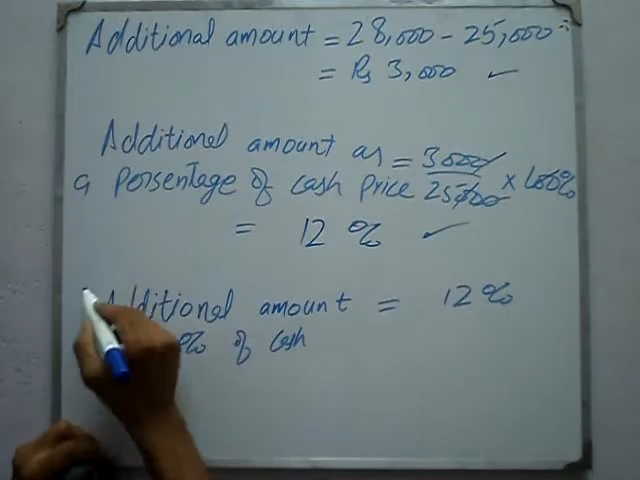 Additional amount = 28,000 - 25,000
= Rs 3,000 ✓
Additional amount as = 3000/25000 × 100%
a persentage of cash price
= 12 % ✓
Additional amount = 12 %
% of cash